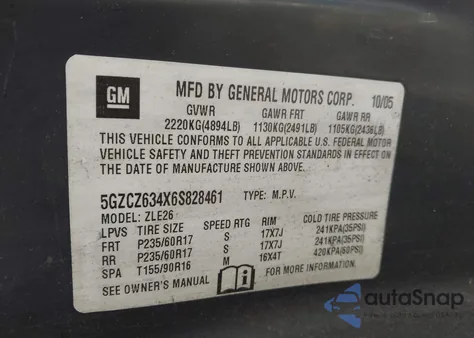 GM
MFD BY GENERAL MOTORS CORP. 10/05
GVWR GAWR FRT GAWR RR
2220KG(4894LB) 1130KG(2491LB) 1105KG(2436LB)
THIS VEHICLE CONFORMS TO ALL APPLICABLE U.S. FEDERAL MOTOR
VEHICLE SAFETY AND THEFT PREVENTION STANDARDS IN EFFECT ON
THE DATE OF MANUFACTURE SHOWN ABOVE.
5GZCZ634X6S828461 TYPE: M.P.V.
MODEL: ZLE26
LPVS TIRE SIZE SPEED RTG RIM COLD TIRE PRESSURE
FRT P235/60R17 S 17X7J 241KPA(35PSI)
RR P235/60R17 S 17X7J 241KPA(35PSI)
SPA T155/90R16 M 16X4T 420KPA(60PSI)
SEE OWNER'S MANUAL FOR MORE INFORMATION.
autoSnap